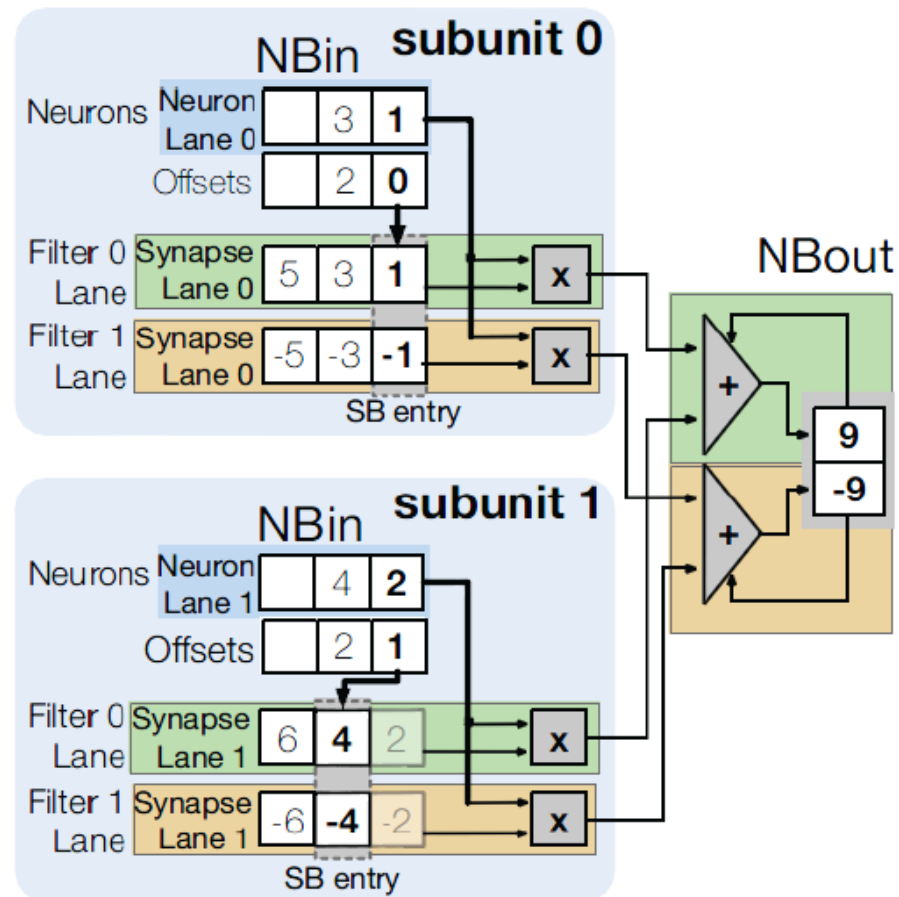 subunit 0
NBin
Neurons Neuron Lane 0 3 1
Offsets 2 0
Filter 0 Lane Synapse Lane 0 5 3 1 x
Filter 1 Lane Synapse Lane 0 -5 -3 -1 x
SB entry
NBout
+ 9
+ -9
subunit 1
NBin
Neurons Neuron Lane 1 4 2
Offsets 2 1
Filter 0 Lane Synapse Lane 1 6 4 2 x
Filter 1 Lane Synapse Lane 1 -6 -4 -2 x
SB entry